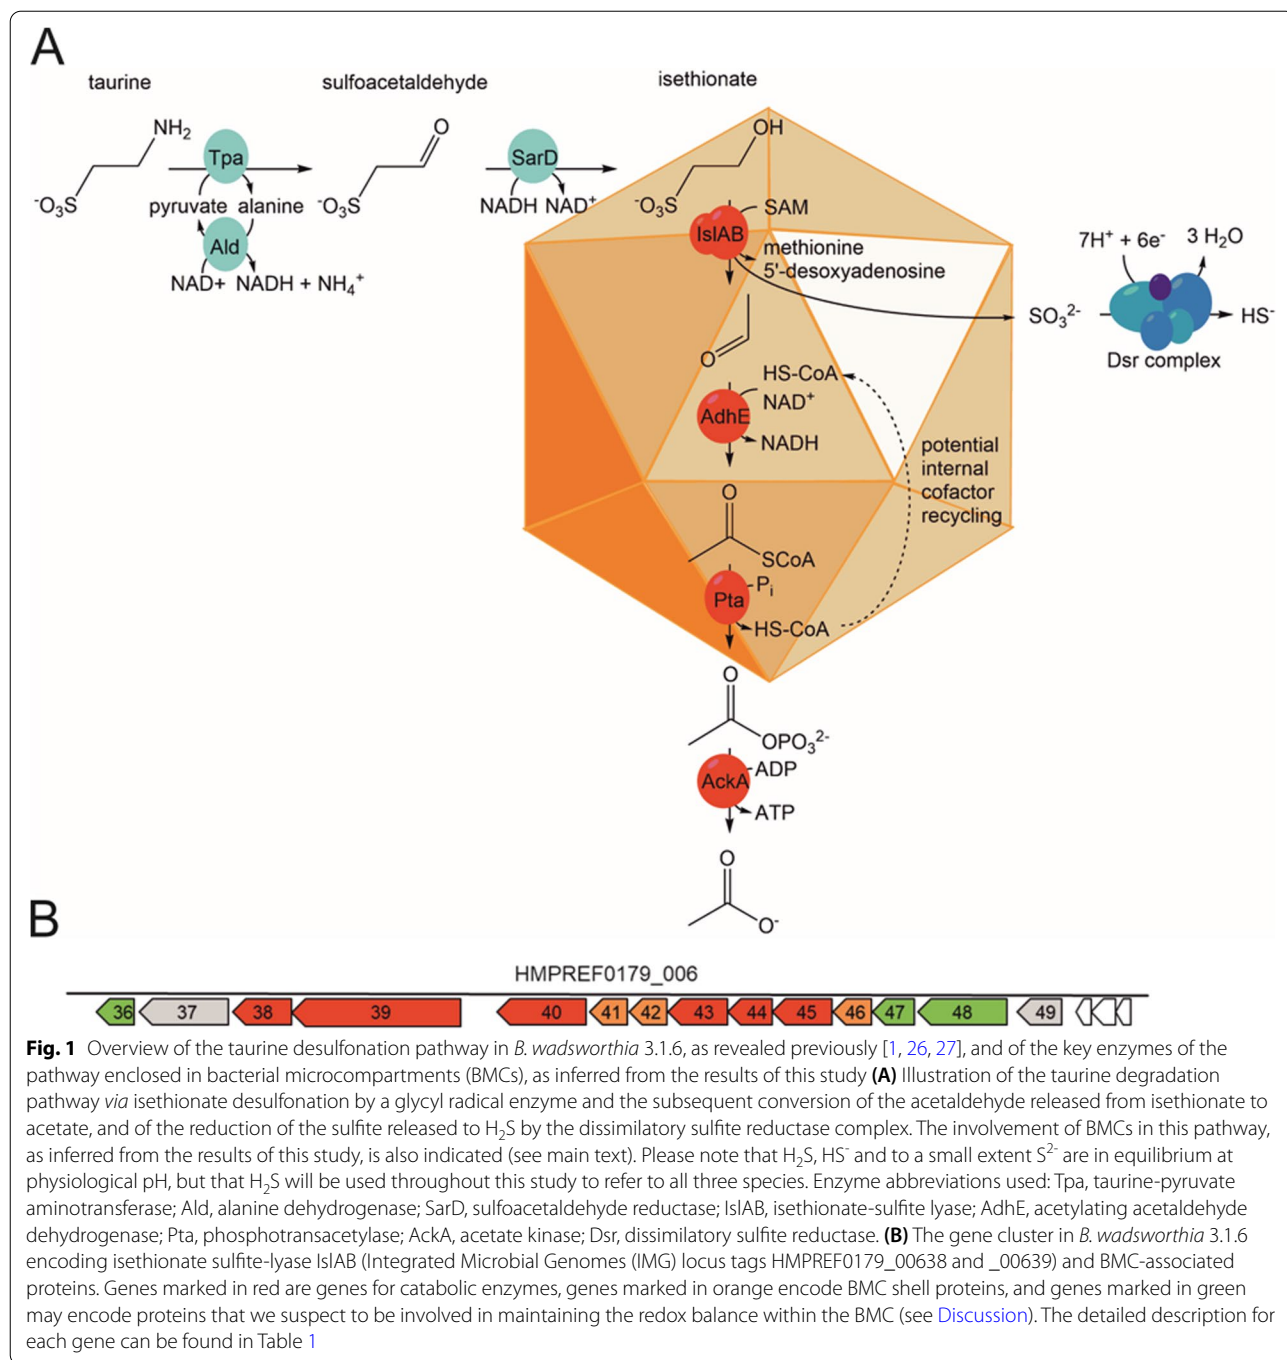 A
taurine
sulfoacetaldehyde
isethionate
NH₂
O
OH
Tpa
SarD
⁻O₃S
pyruvate alanine
⁻O₃S
NADH NAD⁺
⁻O₃S
SAM
IslAB
Ald
methionine
5'-desoxyadenosine
NAD+ NADH + NH₄⁺
7H⁺ + 6e⁻ 3 H₂O
SO₃²⁻
HS⁻
Dsr complex
O
HS-CoA
NAD⁺
AdhE
NADH
potential
internal
cofactor
recycling
O
SCoA
Pᵢ
Pta
HS-CoA
O
OPO₃²⁻
ADP
AckA
ATP
O
O⁻
B
HMPREF0179_006
36 37 38 39 40 41 42 43 44 45 46 47 48 49
Fig. 1 Overview of the taurine desulfonation pathway in B. wadsworthia 3.1.6, as revealed previously [1, 26, 27], and of the key enzymes of the
pathway enclosed in bacterial microcompartments (BMCs), as inferred from the results of this study (A) Illustration of the taurine degradation
pathway via isethionate desulfonation by a glycyl radical enzyme and the subsequent conversion of the acetaldehyde released from isethionate to
acetate, and of the reduction of the sulfite released to H₂S by the dissimilatory sulfite reductase complex. The involvement of BMCs in this pathway,
as inferred from the results of this study, is also indicated (see main text). Please note that H₂S, HS⁻ and to a small extent S²⁻ are in equilibrium at
physiological pH, but that H₂S will be used throughout this study to refer to all three species. Enzyme abbreviations used: Tpa, taurine-pyruvate
aminotransferase; Ald, alanine dehydrogenase; SarD, sulfoacetaldehyde reductase; IslAB, isethionate-sulfite lyase; AdhE, acetylating acetaldehyde
dehydrogenase; Pta, phosphotransacetylase; AckA, acetate kinase; Dsr, dissimilatory sulfite reductase. (B) The gene cluster in B. wadsworthia 3.1.6
encoding isethionate sulfite-lyase IslAB (Integrated Microbial Genomes (IMG) locus tags HMPREF0179_00638 and _00639) and BMC-associated
proteins. Genes marked in red are genes for catabolic enzymes, genes marked in orange encode BMC shell proteins, and genes marked in green
may encode proteins that we suspect to be involved in maintaining the redox balance within the BMC (see Discussion). The detailed description for
each gene can be found in Table 1